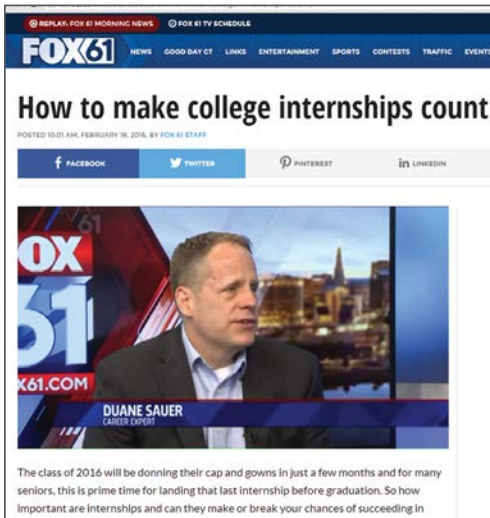 REPLAY: FOX 61 MORNING NEWS FOX 61 TV SCHEDULE
FOX61 NEWS GOOD DAY CT LINKS ENTERTAINMENT SPORTS CONTESTS TRAFFIC EVENTS
How to make college internships count
POSTED 10:01 AM, FEBRUARY 18, 2016, BY FOX 61 STAFF
f FACEBOOK TWITTER PINTEREST in LINKEDIN
61
OX
61
X61.COM
DUANE SAUER
CAREER EXPERT
The class of 2016 will be donning their cap and gowns in just a few months and for many
seniors, this is prime time for landing that last internship before graduation. So how
important are internships and can they make or break your chances of succeeding in